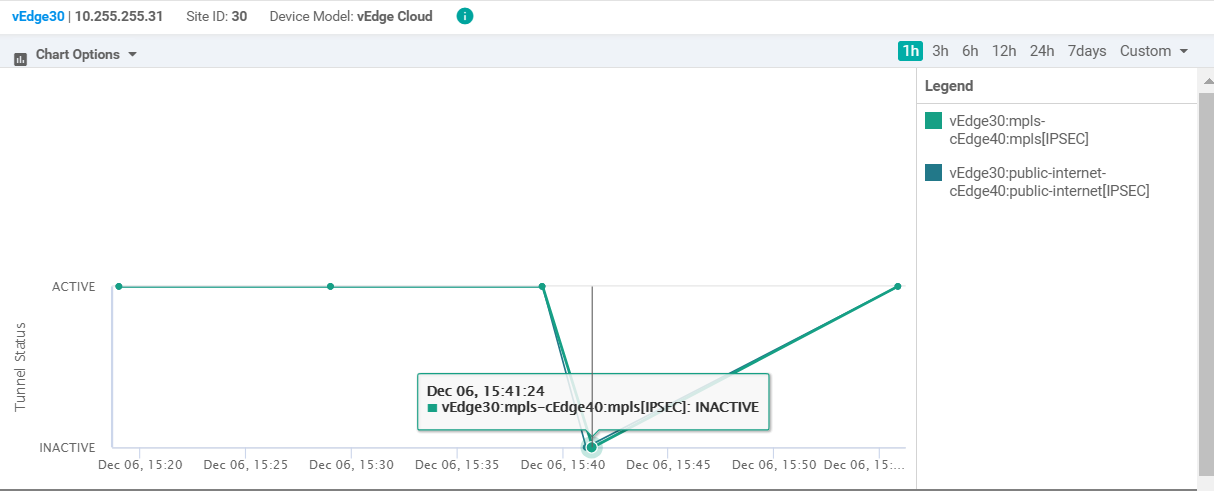 vEdge30 | 10.255.255.31 Site ID: 30 Device Model: vEdge Cloud
Chart Options 1h 3h 6h 12h 24h 7days Custom
Legend
vEdge30:mpls-
cEdge40:mpls[IPSEC]
vEdge30:public-internet-
cEdge40:public-internet[IPSEC]
ACTIVE
Tunnel Status
Dec 06, 15:41:24
vEdge30:mpls-cEdge40:mpls[IPSEC]: INACTIVE
INACTIVE
Dec 06, 15:20 Dec 06, 15:25 Dec 06, 15:30 Dec 06, 15:35 Dec 06, 15:40 Dec 06, 15:45 Dec 06, 15:50 Dec 06, 15:...